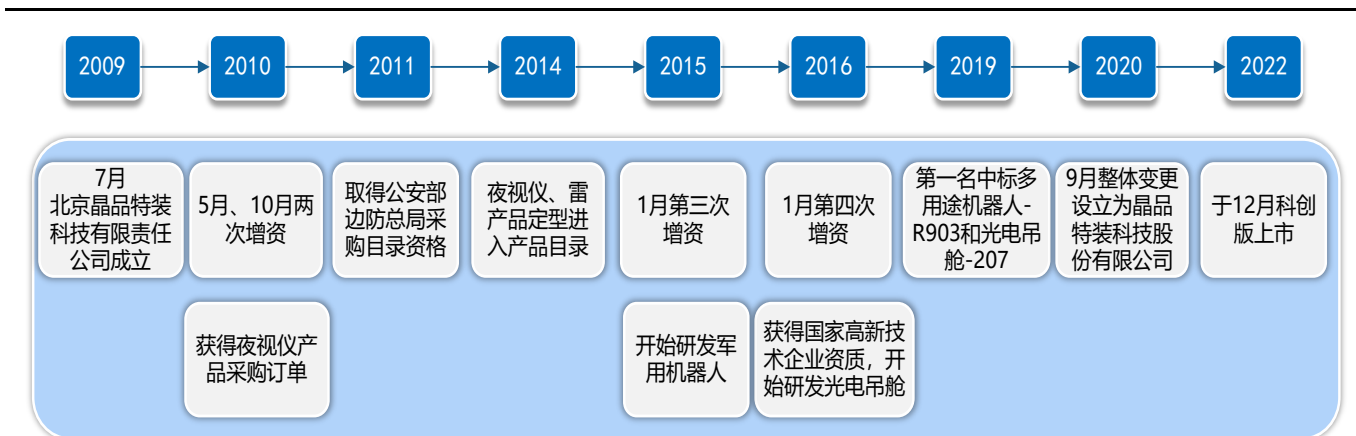 2009
2010
2011
2014
2015
2016
2019
2020
2022
7月
北京晶品特装
科技有限责任
公司成立
5月、10月两
次增资
取得公安部
边防总局采
购目录资格
夜视仪、雷
产品定型进
入产品目录
1月第三次
增资
1月第四次
增资
第一名中标多
用途机器人-
R903和光电吊
舱-207
9月整体变更
设立为晶品
特装科技股
份有限公司
于12月科创
版上市
获得夜视仪产
品采购订单
开始研发军
用机器人
获得国家高新技
术企业资质，开
始研发光电吊舱